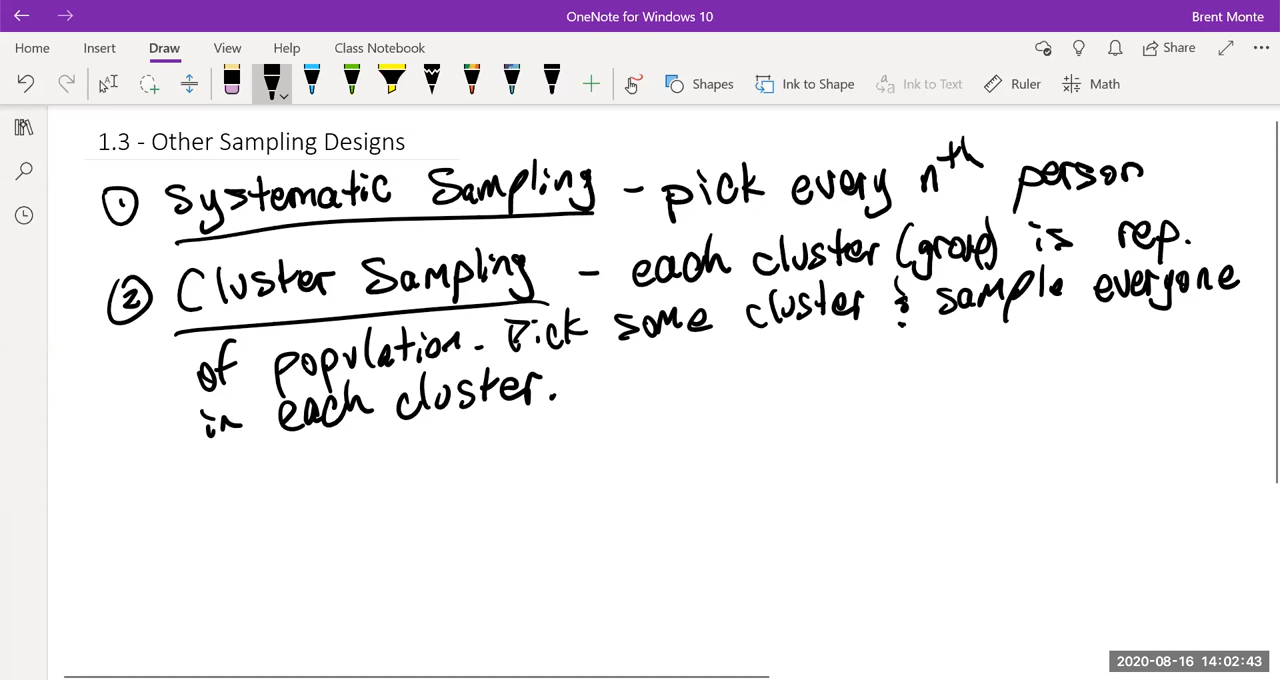 OneNote for Windows 10
Brent Monte
Home Insert Draw View Help Class Notebook Share
Shapes Ink to Shape Ink to Text Ruler Math
1.3 - Other Sampling Designs
① Systematic Sampling - pick every nth person
② Cluster Sampling - each cluster (group) is rep.
of population. Pick some cluster & sample everyone
in each cluster.
2020-08-16 14:02:43